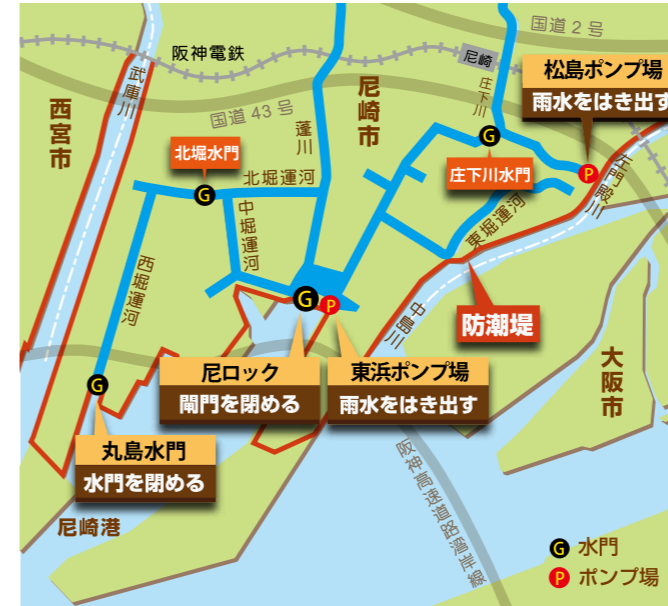 国道2号
阪神電鉄
尼崎
武庫川
庄下川
松島ポンプ場
雨水をはき出す
西宮市
国道43号
尼崎市
蓬川
北堀水門
G
P
左門殿川
北堀運河
庄下川水門
G
中堀運河
東堀運河
西堀運河
G
P
中島川
防潮堤
尼ロック
閘門を閉める
東浜ポンプ場
雨水をはき出す
大阪市
G
丸島水門
水門を閉める
阪神高速道路湾岸線
尼崎港
G 水門
P ポンプ場